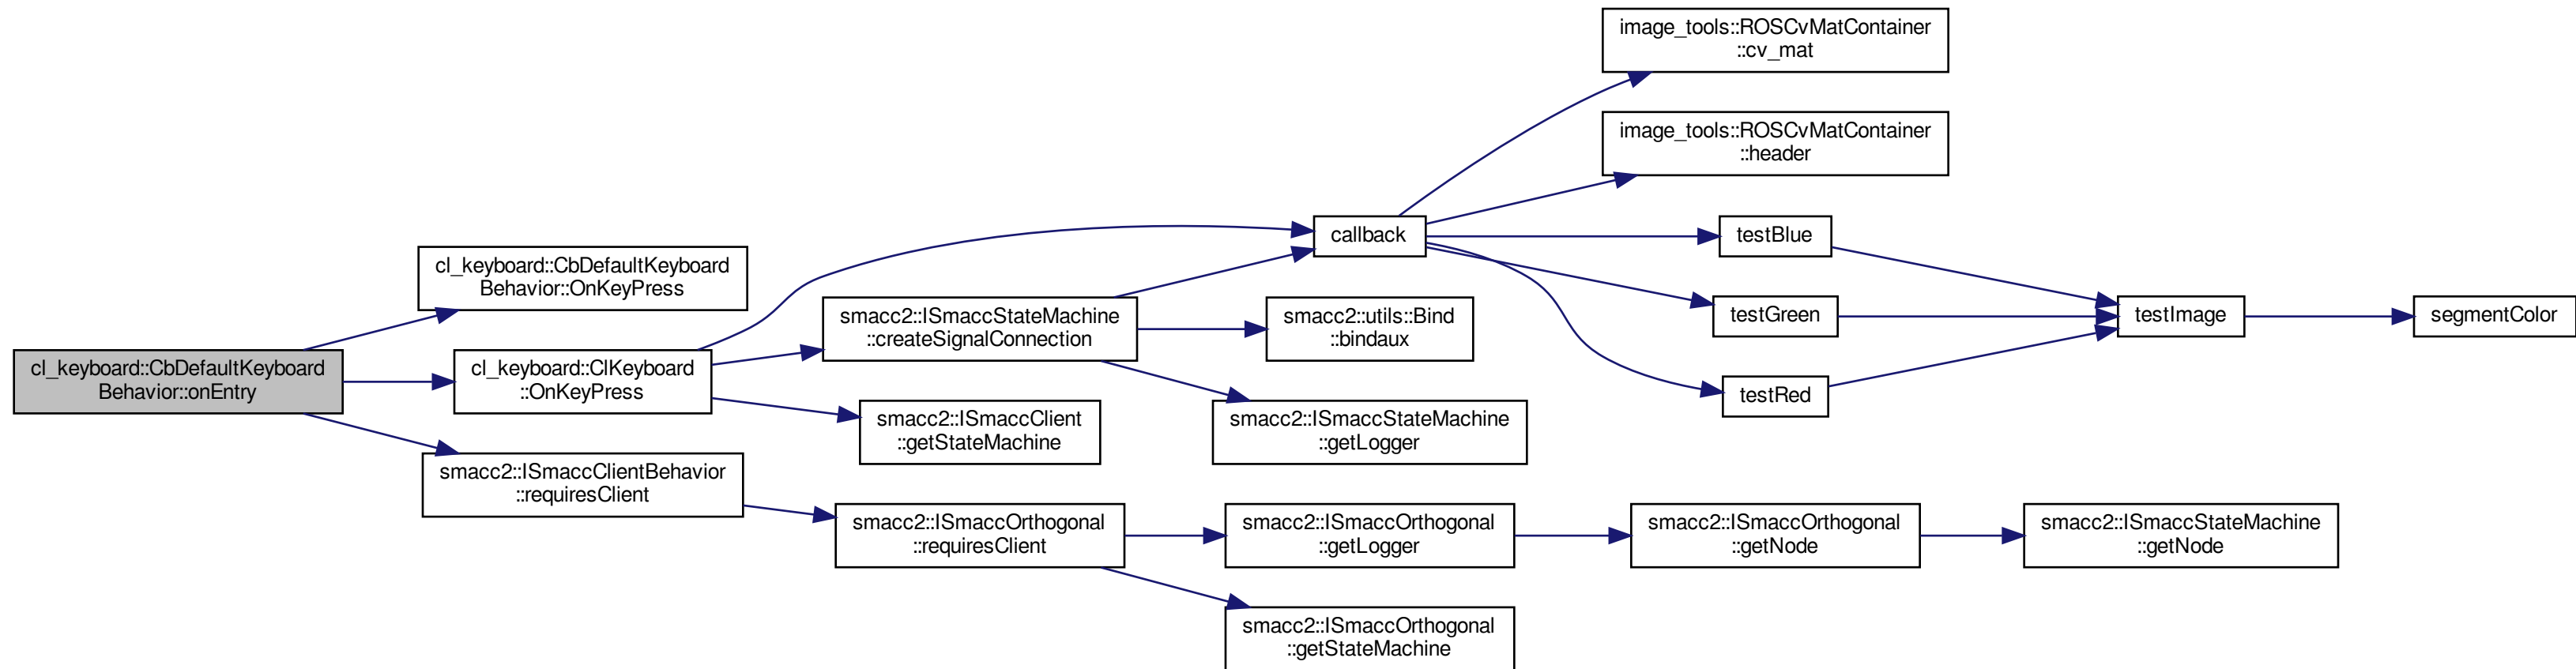 image_tools::ROSCvMatContainer
::cv_mat
image_tools::ROSCvMatContainer
::header
callback
testBlue
cl_keyboard::CbDefaultKeyboard
Behavior::OnKeyPress
smacc2::ISmaccStateMachine
::createSignalConnection
smacc2::utils::Bind
::bindaux
testGreen
testImage
segmentColor
cl_keyboard::CbDefaultKeyboard
Behavior::onEntry
cl_keyboard::ClKeyboard
::OnKeyPress
testRed
smacc2::ISmaccClient
::getStateMachine
smacc2::ISmaccStateMachine
::getLogger
smacc2::ISmaccClientBehavior
::requiresClient
smacc2::ISmaccOrthogonal
::requiresClient
smacc2::ISmaccOrthogonal
::getLogger
smacc2::ISmaccOrthogonal
::getNode
smacc2::ISmaccStateMachine
::getNode
smacc2::ISmaccOrthogonal
::getStateMachine